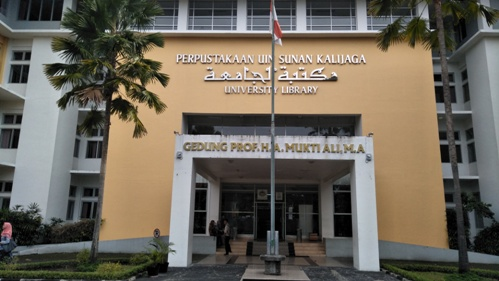 PERPUSTAKAAN UIN SUNAN KALIJAGA
مكتبة الجامعة
UNIVERSITY LIBRARY
GEDUNG PROF. H.A. MUKTI ALI, M.A